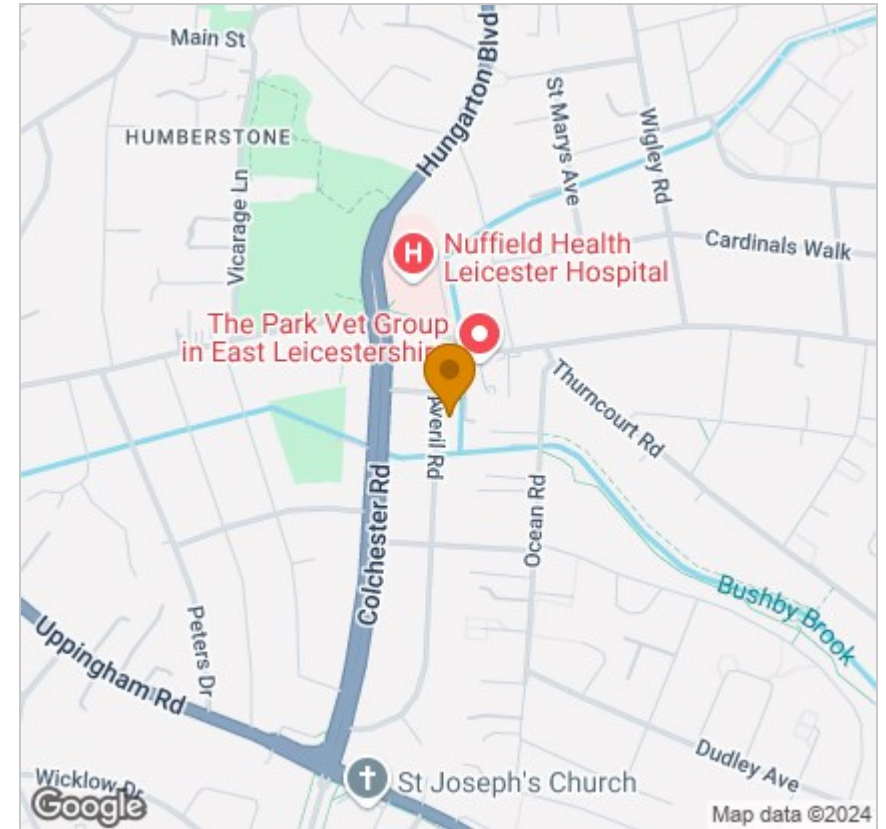 Main St
Hungarton Blvd
HUMBERSTONE
St Marys Ave
Wigley Rd
Vicarage Ln
Cardinals Walk
H
Nuffield Health
Leicester Hospital
The Park Vet Group
in East Leicestershir
Averil Rd
Thurncourt Rd
Colchester Rd
Ocean Rd
Bushby Brook
Peters Dr
Uppingham Rd
Dudley Ave
Wicklow Dr
St Joseph's Church
Google
Map data ©2024